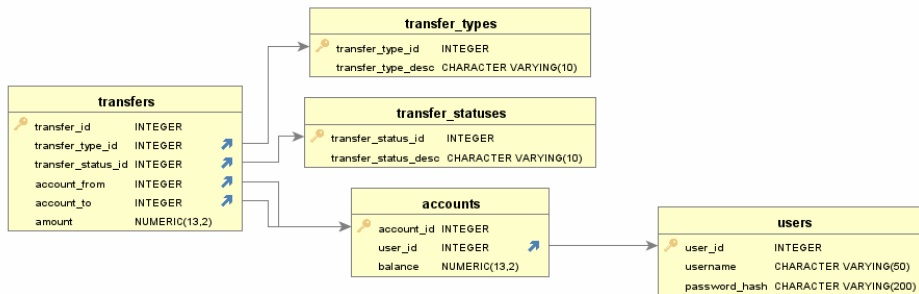 transfer_types
transfer_type_id INTEGER
transfer_type_desc CHARACTER VARYING(10)
transfers
transfer_id INTEGER
transfer_type_id INTEGER
transfer_status_id INTEGER
account_from INTEGER
account_to INTEGER
amount NUMERIC(13,2)
transfer_statuses
transfer_status_id INTEGER
transfer_status_desc CHARACTER VARYING(10)
accounts
account_id INTEGER
user_id INTEGER
balance NUMERIC(13,2)
users
user_id INTEGER
username CHARACTER VARYING(50)
password_hash CHARACTER VARYING(200)